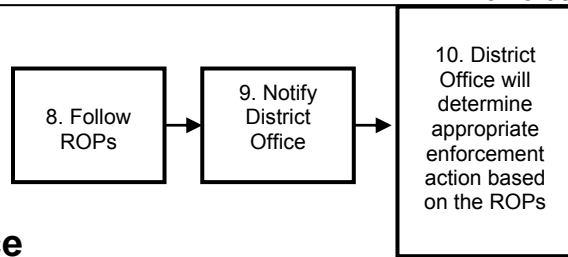 8. Follow
ROPs
9. Notify
District
Office
10. District
Office will
determine
appropriate
enforcement
action based
on the ROPs